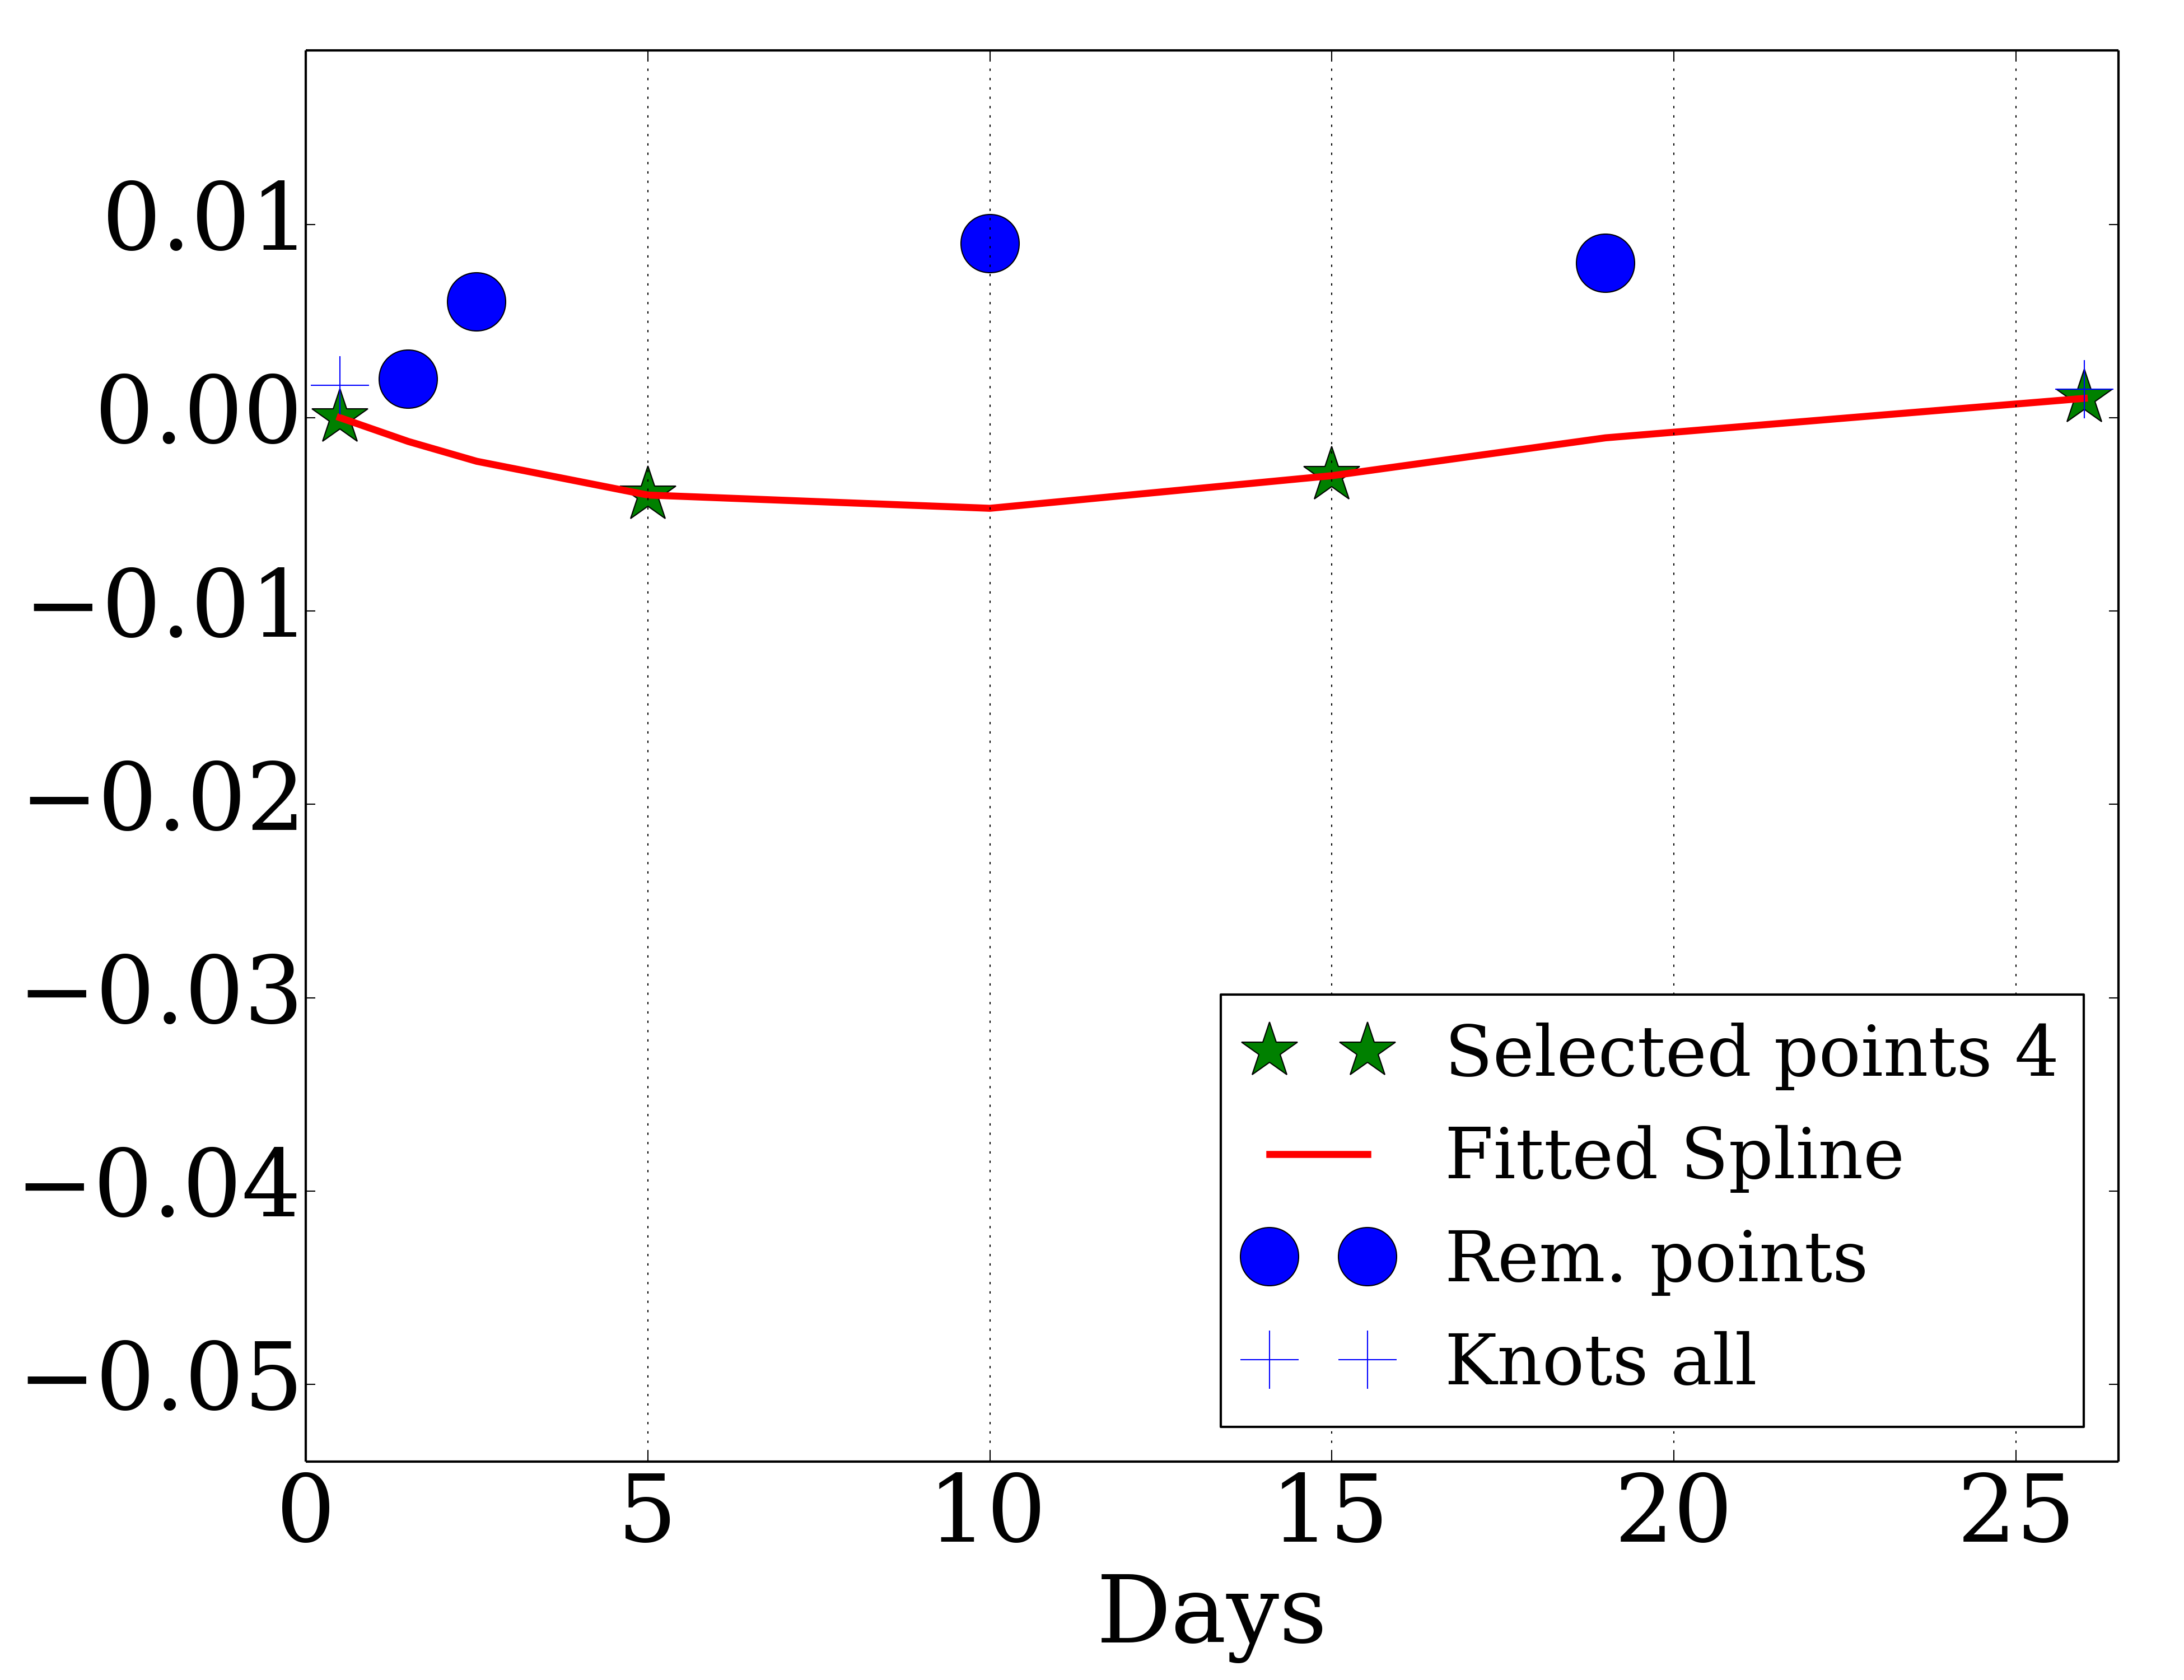 0.01
0.00
−0.01
−0.02
−0.03
−0.04
−0.05
Selected points 4
Fitted Spline
Rem. points
Knots all
0 5 10 15 20 25
Days